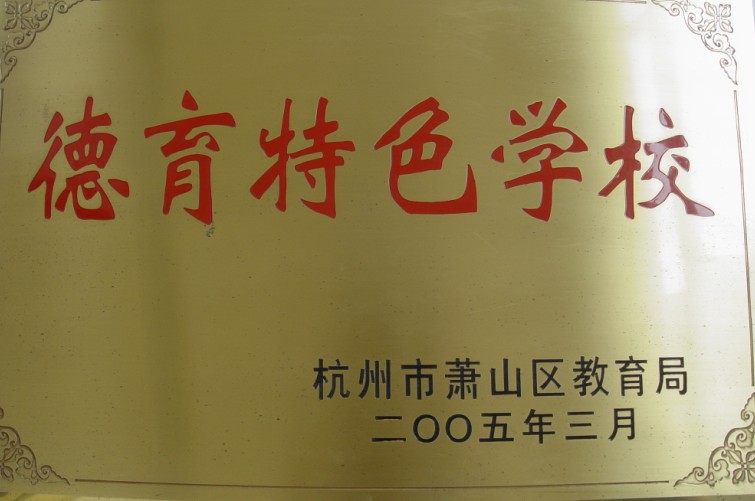 德育特色学校
杭州市萧山区教育局
二〇〇五年三月